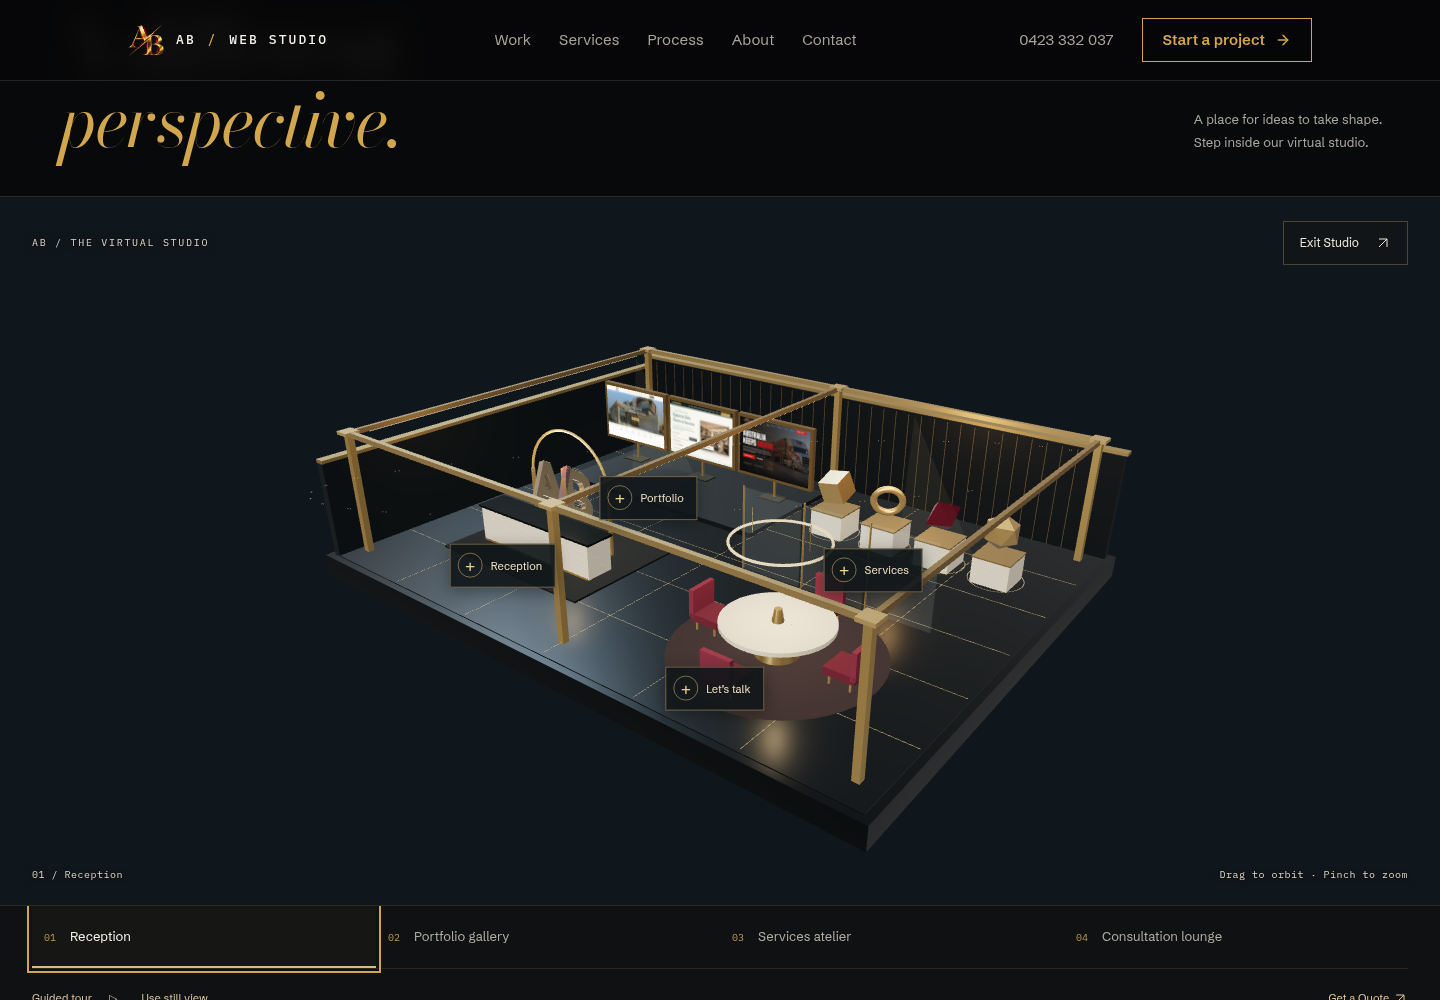 AB / WEB STUDIO
Work
Services
Process
About
Contact
0423 332 037
Start a project
perspective.
A place for ideas to take shape.
Step inside our virtual studio.
AB / THE VIRTUAL STUDIO
Exit Studio
AUSTRALIA
Portfolio
Reception
Services
Let's talk
01 / Reception
Drag to orbit · Pinch to zoom
01 Reception
02 Portfolio gallery
03 Services atelier
04 Consultation lounge
Guided tour
Use still view
Get a Quote